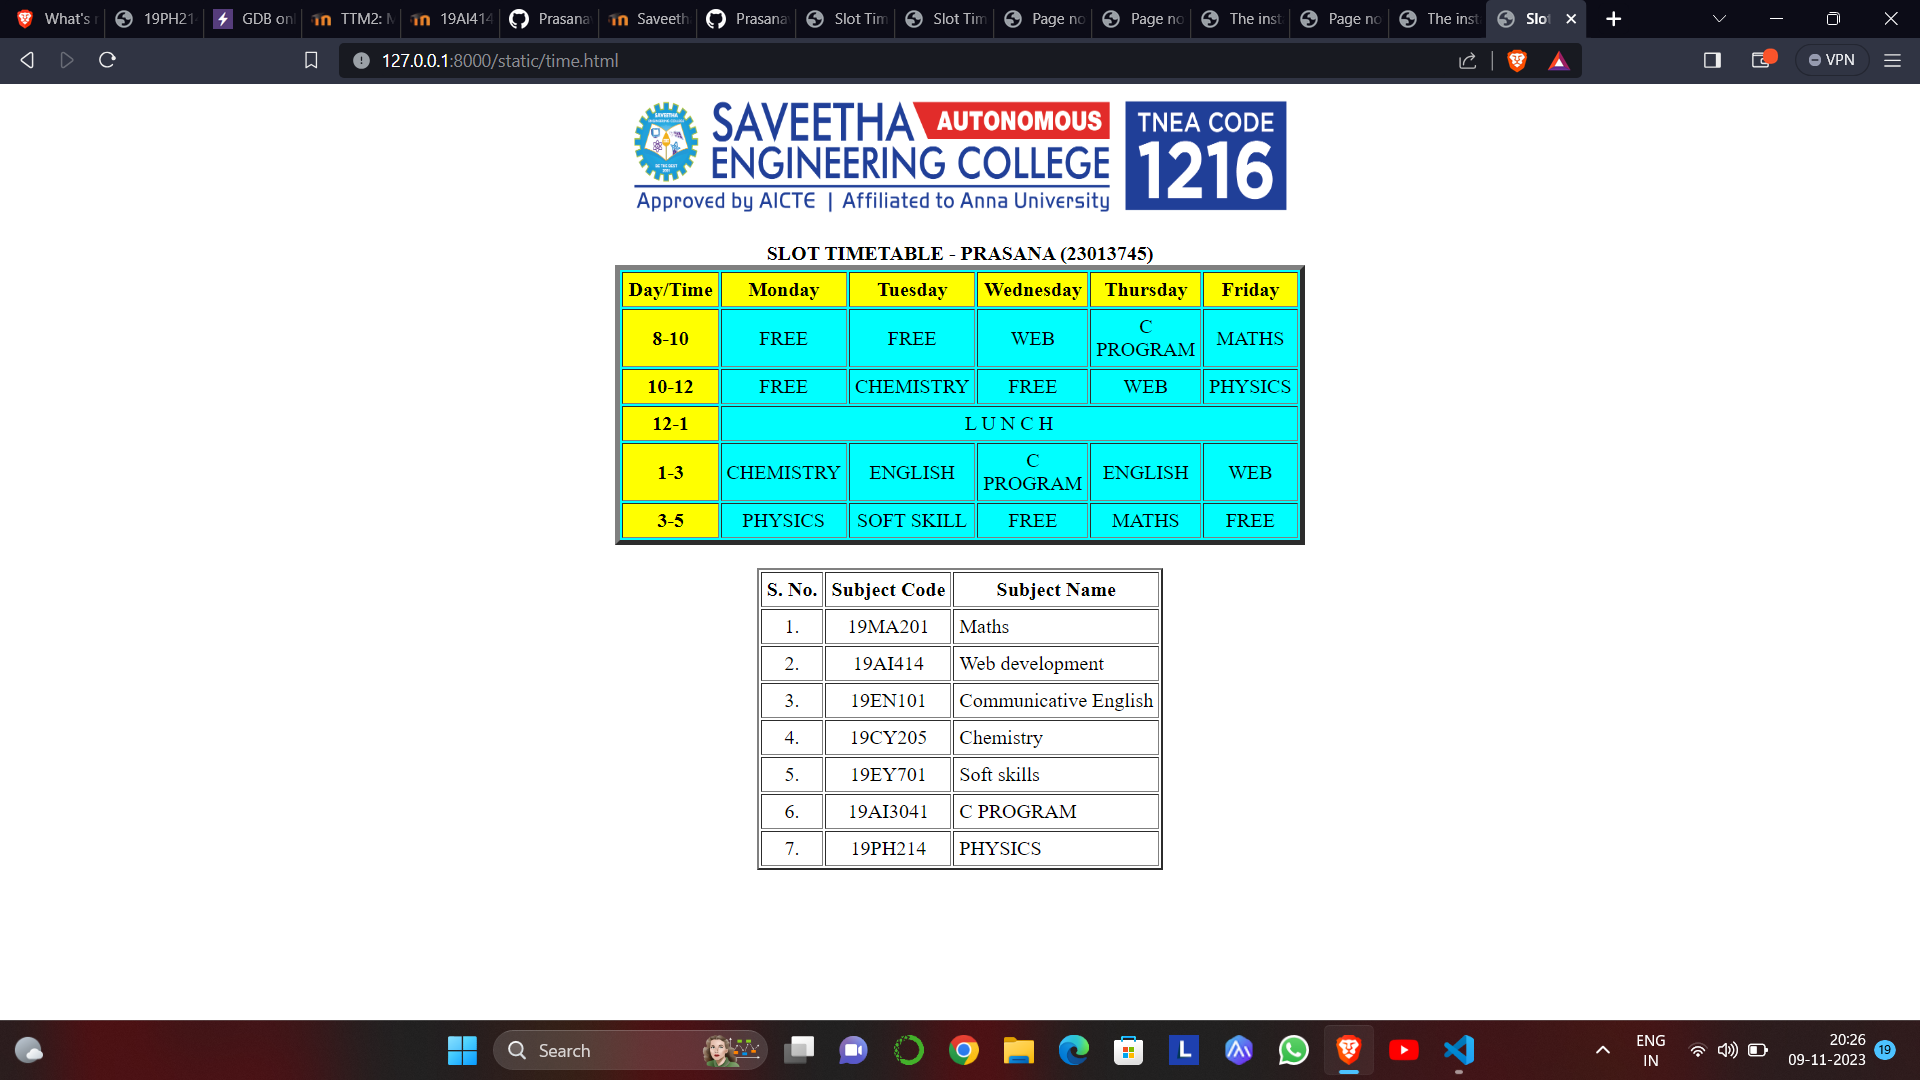 What's
19PH21
GDB on
TTM2: M
19AI414
Prasana
Saveeth
Prasana
Slot Tim
Slot Tim
Page no
Page no
The inst
Page no
The inst
Slot
127.0.0.1:8000/static/time.html
VPN
SAVEETHA AUTONOMOUS
ENGINEERING COLLEGE
Approved by AICTE | Affiliated to Anna University
TNEA CODE
1216
SLOT TIMETABLE - PRASANA (23013745)
Day/Time Monday Tuesday Wednesday Thursday Friday
8-10 FREE FREE WEB C PROGRAM MATHS
10-12 FREE CHEMISTRY FREE WEB PHYSICS
12-1 L U N C H
1-3 CHEMISTRY ENGLISH C PROGRAM ENGLISH WEB
3-5 PHYSICS SOFT SKILL FREE MATHS FREE
S. No. Subject Code Subject Name
1. 19MA201 Maths
2. 19AI414 Web development
3. 19EN101 Communicative English
4. 19CY205 Chemistry
5. 19EY701 Soft skills
6. 19AI3041 C PROGRAM
7. 19PH214 PHYSICS
Search
L
ENG
IN
20:26
09-11-2023
19